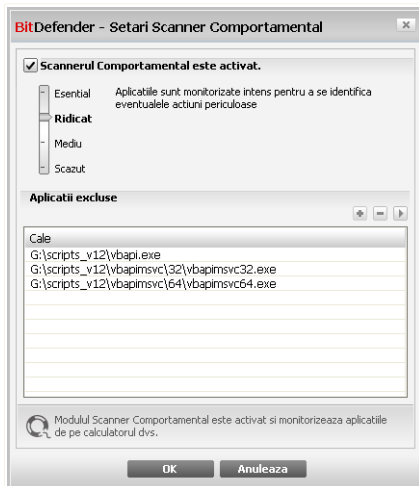 BitDefender - Setari Scanner Comportamental
Scannerul Comportamental este activat.
Esential
Ridicat
Mediu
Scazut
Aplicatiile sunt monitorizate intens pentru a se identifica
eventualele actiuni periculoase
Aplicatii excluse
Cale
G:\scripts_v12\vbapi.exe
G:\scripts_v12\vbapimsvc\32\vbapimsvc32.exe
G:\scripts_v12\vbapimsvc\64\vbapimsvc64.exe
Modulul Scanner Comportamental este activat si monitorizeaza aplicatiile
de pe calculatorul dvs.
OK
Anuleaza